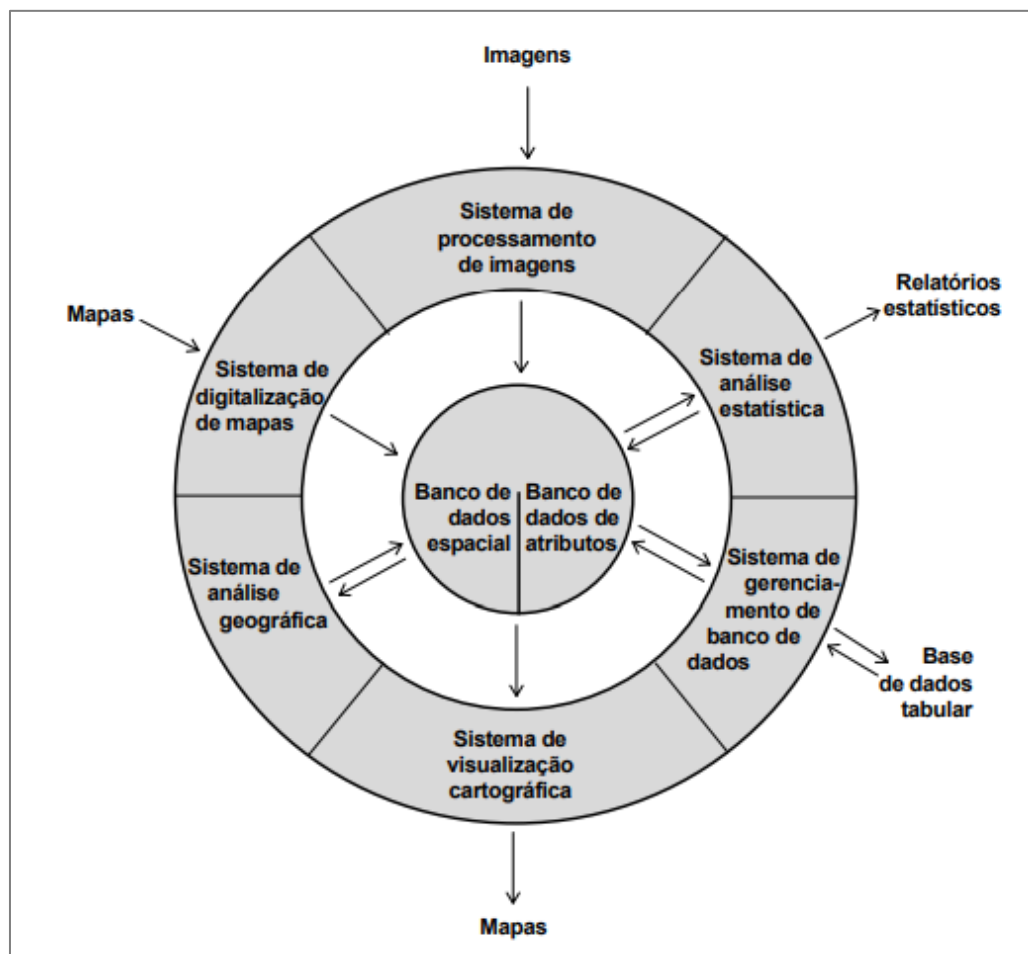 Imagens
Sistema de
processamento
de imagens
Relatórios
estatísticos
Mapas
Sistema de
digitalização
de mapas
Sistema de
análise
estatística
Banco de
dados
espacial
Banco de
dados de
atributos
Sistema de
análise
geográfica
Sistema de
gerencia-
mento de
banco de
dados
Base
de dados
tabular
Sistema de
visualização
cartográfica
Mapas